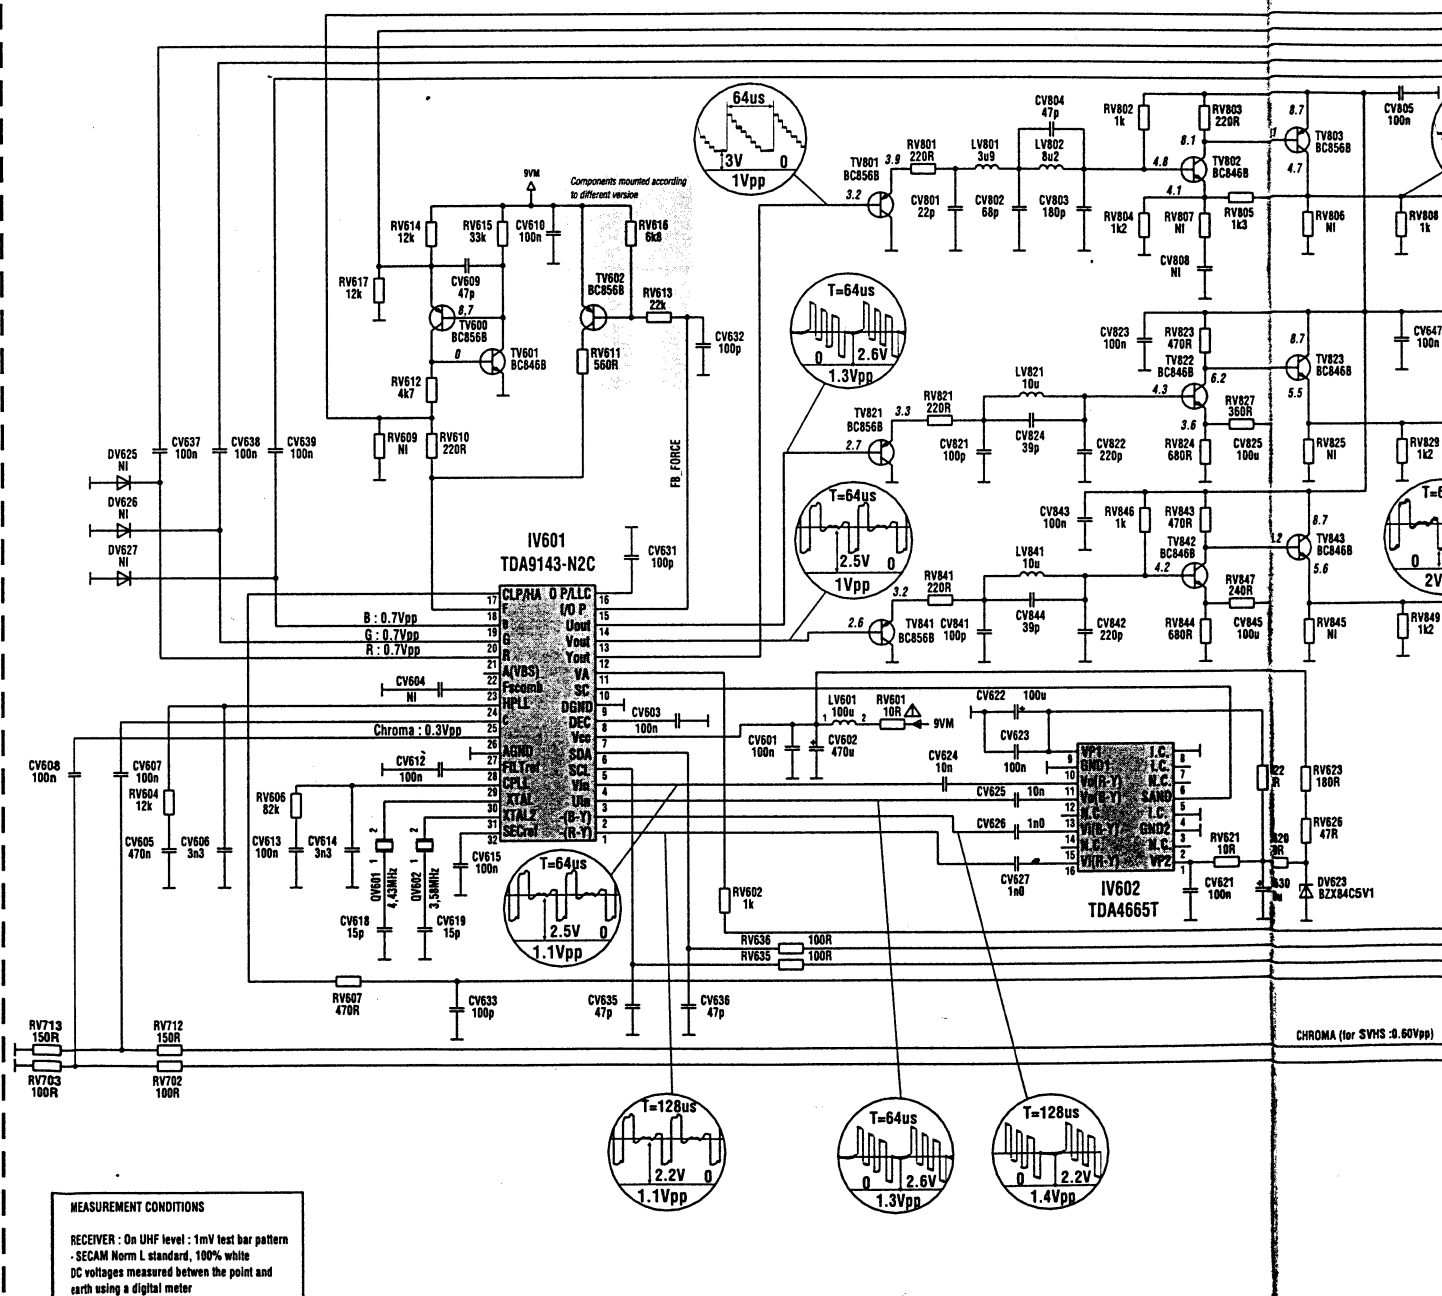 64us
3V 0
1Vpp
CV804
47p
RV801
220R
LV801
3u9
LV802
8u2
RV802
1k
RV803
220R
8.7
CV805
100n
TV803
BC856B
8.1
4.7
TV801
BC856B
3.9
3.2
4.8
TV802
BC846B
4.1
CV801
22p
CV802
68p
CV803
180p
RV804
1k2
RV807
NI
RV805
1k3
RV806
NI
RV808
1k
CV808
NI
9VM
Components mounted according
to different version
RV614
12k
RV615
33k
CV610
100n
RV616
6k8
RV617
12k
CV609
47p
TV602
BC856B
RV613
22k
8.7
TV600
BC856B
0
TV601
BC846B
RV611
560R
CV632
100p
RV612
4k7
RV609
NI
RV610
220R
FB_FORCE
T=64us
0 2.6V
1.3Vpp
CV823
100n
RV823
470R
TV822
BC846B
8.7
TV823
BC846B
CV647
100n
LV821
10u
6.2
4.3
5.5
TV821
BC856B
3.3
RV821
220R
RV827
360R
2.7
3.6
CV821
100p
CV824
39p
CV822
220p
RV824
680R
CV825
100u
RV825
NI
RV829
1k2
DV625
NI
CV637
100n
CV638
100n
CV639
100n
DV626
NI
DV627
NI
T=64us
2.5V 0
1Vpp
CV843
100n
RV846
1k
RV843
470R
TV842
BC846B
8.7
TV843
BC846B
5.6
LV841
10u
4.2
RV841
220R
3.2
RV847
240R
2.6
TV841
BC856B
CV841
100p
CV844
39p
CV842
220p
RV844
680R
CV845
100u
RV845
NI
RV849
1k2
0
IV601
TDA9143-N2C
CV631
100p
17 CLP/HA O P/LLC 16
18 F I/O P 15
19 B Uout 14
20 G Vout 13
21 R Yout 12
22 A(VBS) VA 11
23 Fscomb SC 10
24 HPLL DGND 9
25 C DEC 8
26 AGND Vcc 7
27 FILTref SDA 6
28 CPLL SCL 5
29 XTAL Vin 4
30 XTAL2 Uin 3
31 SECref -(B-Y) 2
32 -(R-Y) 1
B : 0.7Vpp
G : 0.7Vpp
R : 0.7Vpp
CV604
NI
Chroma : 0.3Vpp
CV603
100n
CV612
100n
CV608
100n
CV607
100n
RV604
12k
RV606
82k
CV605
470n
CV606
3n3
CV613
100n
CV614
3n3
QV601
4,43MHz
1 2
QV602
3,58MHz
1 2
CV615
100n
CV618
15p
CV619
15p
T=64us
2.5V 0
1.1Vpp
LV601
100u
1 2
RV601
10R
9VM
CV601
100n
CV602
470u
CV622
100u
CV623
100n
CV624
10n
CV625
10n
CV626
1n0
CV627
1n0
VP1 I.C.
GND1 I.C.
Vo(R-Y) N.C.
Vo(B-Y) SAND
N.C. I.C.
VI(B-Y) GND2
N.C. N.C.
VI(R-Y) VP2
9 10 11 12 13 14 15 16
8 7 6 5 4 3 2 1
IV602
TDA4665T
RV623
180R
RV626
47R
RV621
10R
CV621
100n
DV623
BZX84C5V1
RV602
1k
RV636
100R
RV635
100R
RV607
470R
CV633
100p
CV635
47p
CV636
47p
RV713
150R
RV712
150R
RV703
100R
RV702
100R
CHROMA (for SVHS :0.60Vpp)
T=128us
2.2V 0
1.1Vpp
T=64us
0 2.6V
1.3Vpp
T=128us
0 2.2V
1.4Vpp
MEASUREMENT CONDITIONS
RECEIVER : On UHF level : 1mV test bar pattern
- SECAM Norm L standard, 100% white
DC voltages measured betwen the point and
earth using a digital meter